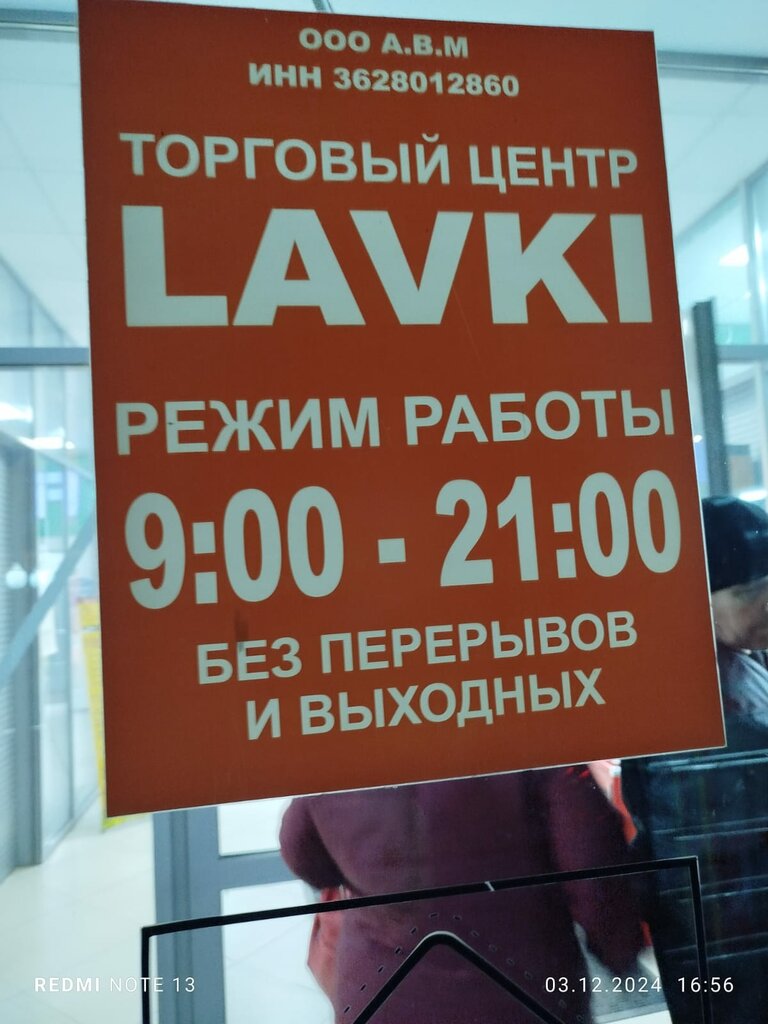 ООО А.В.М
ИНН 3628012860
ТОРГОВЫЙ ЦЕНТР
LAVKI
РЕЖИМ РАБОТЫ
9:00 - 21:00
БЕЗ ПЕРЕРЫВОВ
И ВЫХОДНЫХ
REDMI NOTE 13
03.12.2024 16:56